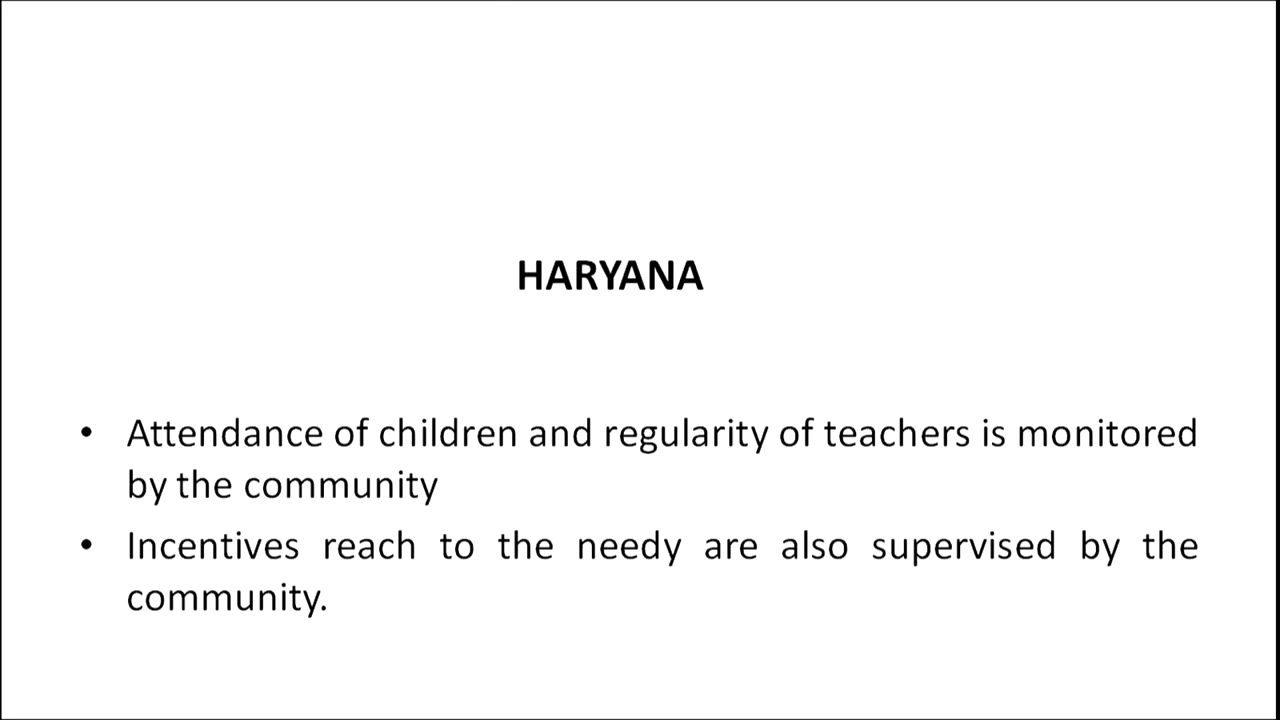 HARYANA
• Attendance of children and regularity of teachers is monitored
by the community
• Incentives reach to the needy are also supervised by the
community.